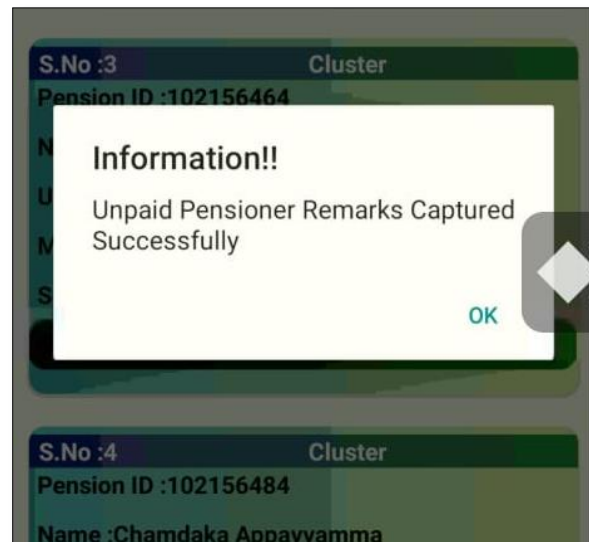 S.No :3 Cluster
Pension ID :102156464
N
Information!!
U
Unpaid Pensioner Remarks Captured
Successfully
M
S
OK
S.No :4 Cluster
Pension ID :102156484
Name :Chamdaka Appayyamma